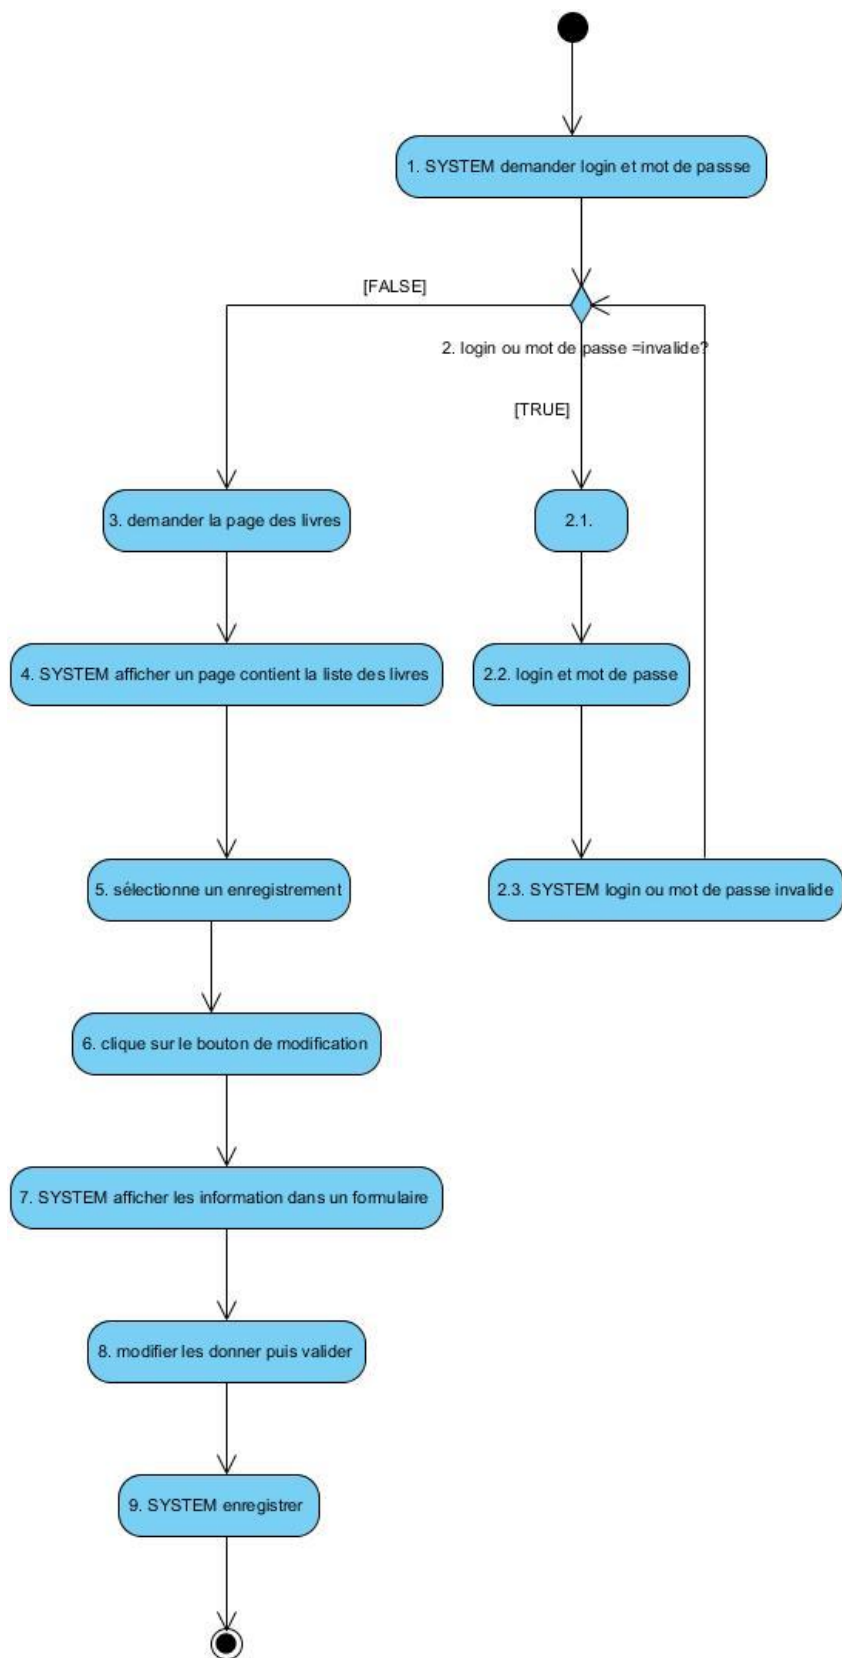 1. SYSTEM demander login et mot de passse
[FALSE]
2. login ou mot de passe =invalide?
[TRUE]
3. demander la page des livres
2.1.
4. SYSTEM afficher un page contient la liste des livres
2.2. login et mot de passe
5. sélectionne un enregistrement
2.3. SYSTEM login ou mot de passe invalide
6. clique sur le bouton de modification
7. SYSTEM afficher les information dans un formulaire
8. modifier les donner puis valider
9. SYSTEM enregistrer